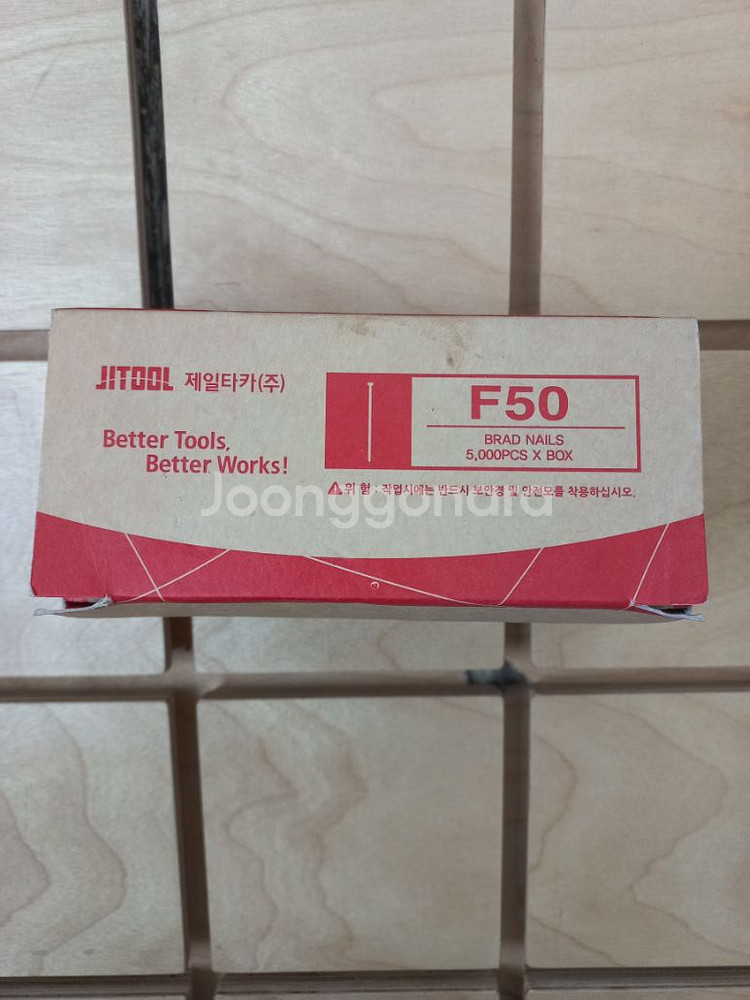 JITOOL 제일타카(주)
Better Tools,
Better Works!
F50
BRAD NAILS
5,000PCS X BOX
위 험 : 작업시에는 반드시 보안경 및 안전모를 착용하십시오.
Joonggonara